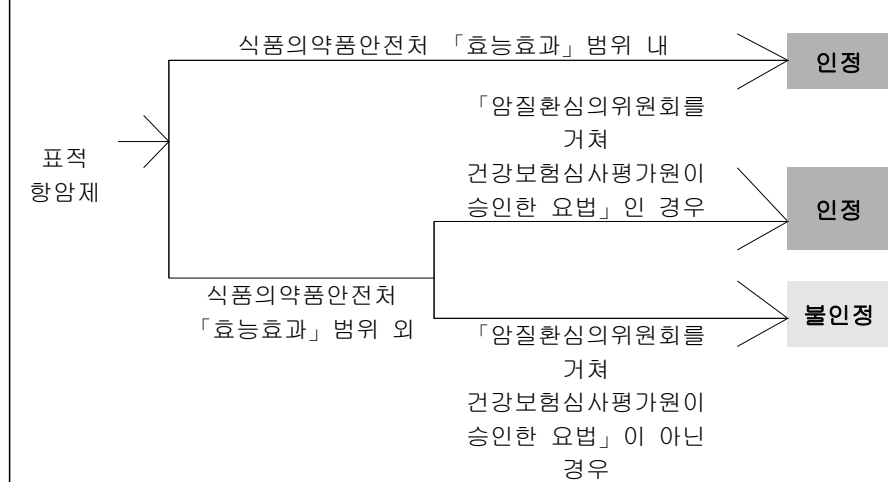 식품의약품안전처 「효능효과」범위 내
인정
「암질환심의위원회를
거쳐
건강보험심사평가원이
승인한 요법」인 경우
인정
표적
항암제
식품의약품안전처
「효능효과」범위 외
불인정
「암질환심의위원회를
거쳐
건강보험심사평가원이
승인한 요법」이 아닌
경우